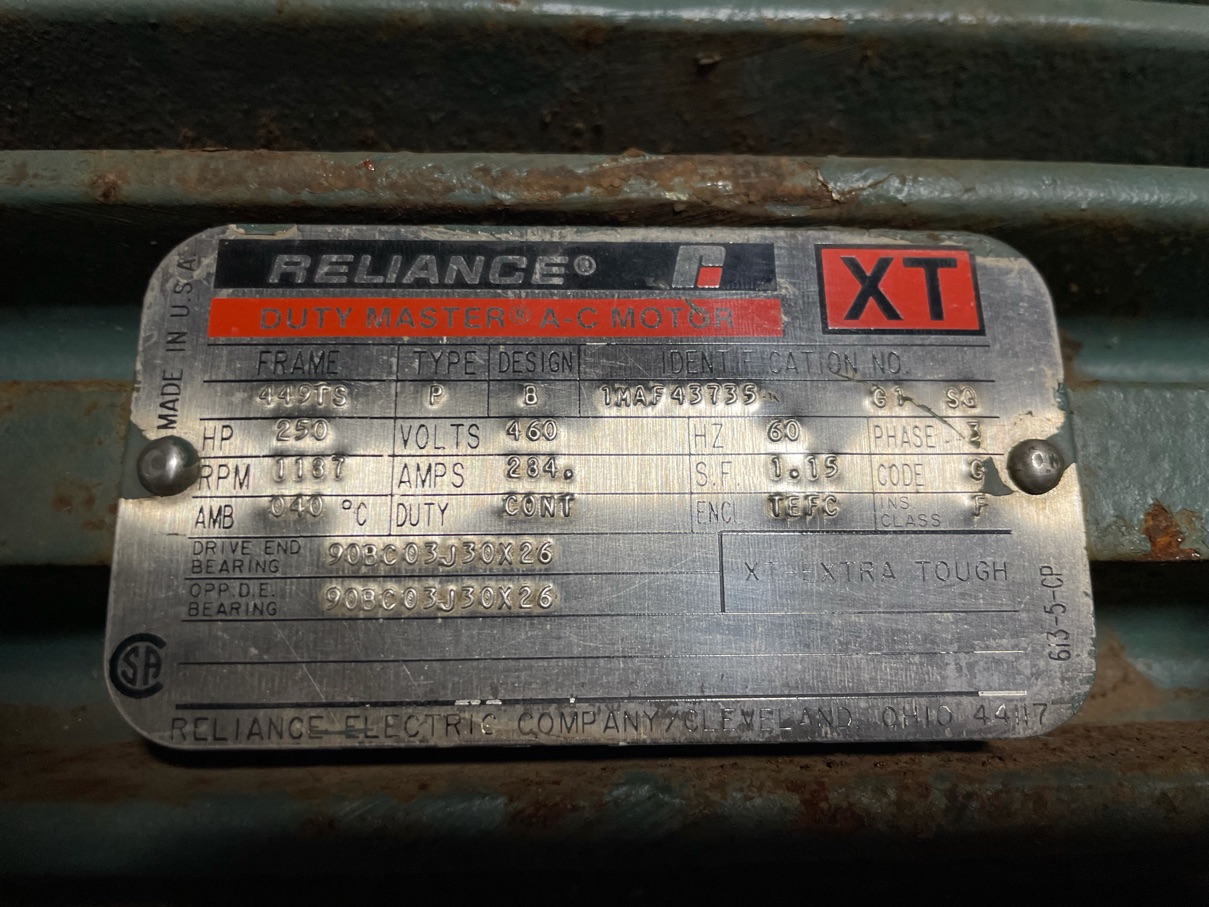 RELIANCE®
XT
DUTY MASTER® A-C MOTOR
MADE IN U.S.A.
FRAME TYPE DESIGN IDENTIFICATION NO.
449TS P B 1MAF43735 G1 SQ
HP 250 VOLTS 460 HZ 60 PHASE 3
RPM 1187 AMPS 284. S.F. 1.15 CODE G
AMB 040 °C DUTY CONT ENCL TEFC INS CLASS F
DRIVE END BEARING 90BC03J30X26
OPP.D.E. BEARING 90BC03J30X26
XT-EXTRA TOUGH
613-5-CP
SA
RELIANCE ELECTRIC COMPANY/CLEVELAND, OHIO 44117